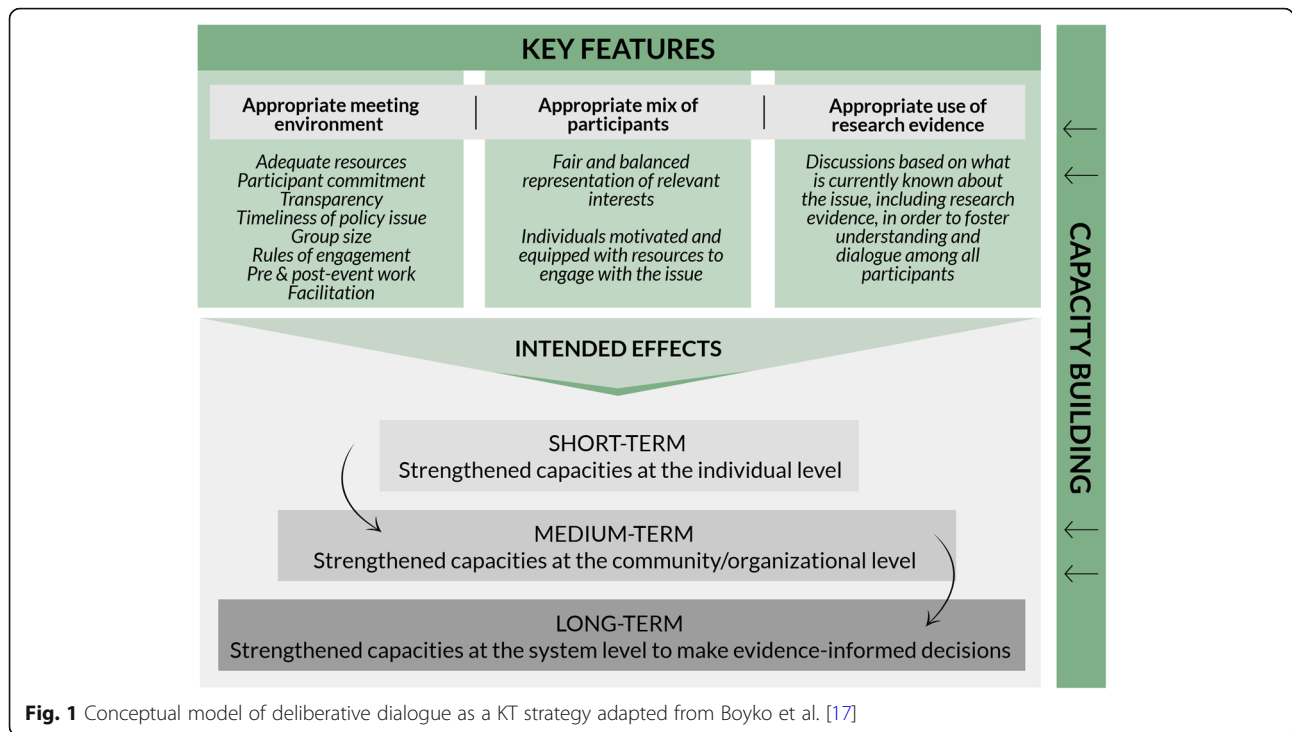 KEY FEATURES
Appropriate meeting
environment
Adequate resources
Participant commitment
Transparency
Timeliness of policy issue
Group size
Rules of engagement
Pre & post-event work
Facilitation
Appropriate mix of
participants
Fair and balanced
representation of relevant
interests
Individuals motivated and
equipped with resources to
engage with the issue
Appropriate use of
research evidence
Discussions based on what
is currently known about
the issue, including research
evidence, in order to foster
understanding and
dialogue among all
participants
CAPACITY BUILDING
INTENDED EFFECTS
SHORT-TERM
Strengthened capacities at the individual level
MEDIUM-TERM
Strengthened capacities at the community/organizational level
LONG-TERM
Strengthened capacities at the system level to make evidence-informed decisions
Fig. 1 Conceptual model of deliberative dialogue as a KT strategy adapted from Boyko et al. [17]